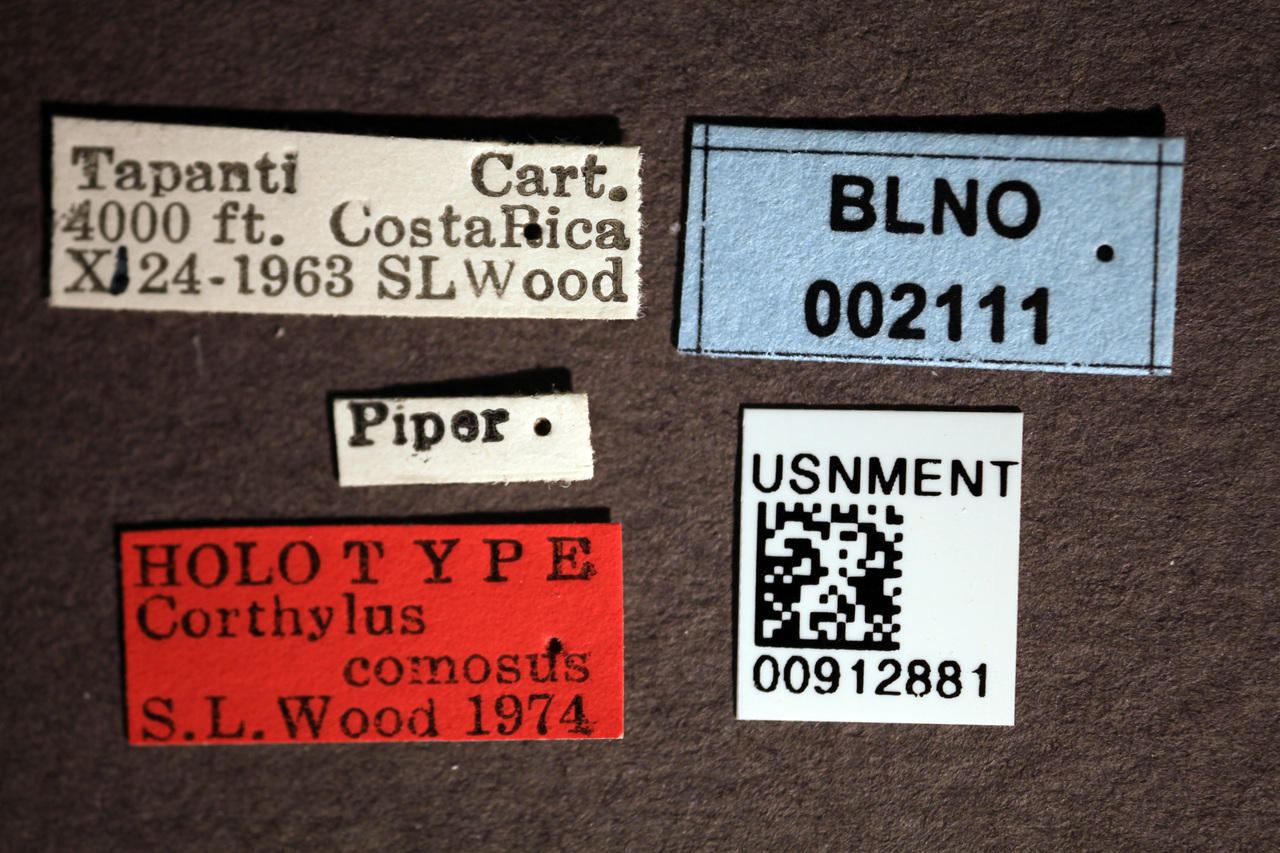 Tapanti Cart.
4000 ft. CostaRica
X 24-1963 SLWood
BLNO
002111
Piper
HOLOTYPE
Corthylus
comosus
S.L.Wood 1974
USNMENT
00912881